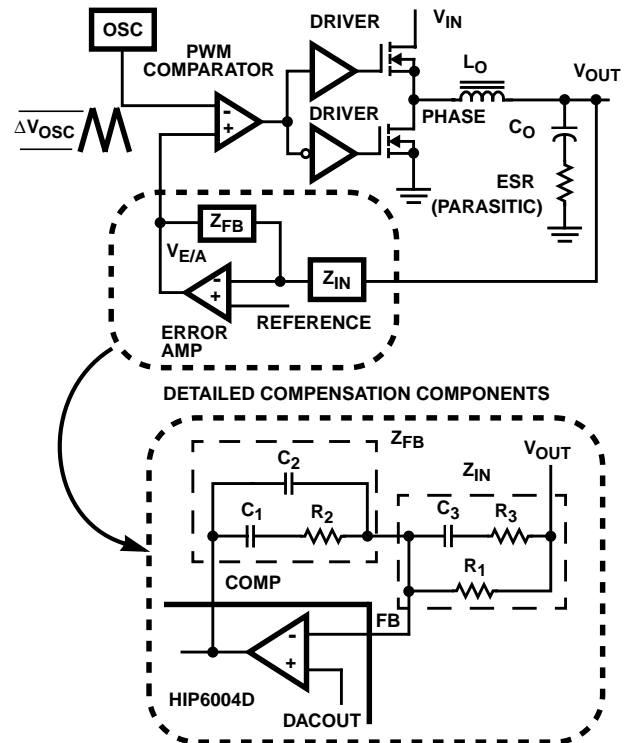 OSC
PWM
COMPARATOR
DRIVER
DRIVER
V_IN
L_O
V_OUT
PHASE
C_O
ESR
(PARASITIC)
ΔV_OSC
-
+
Z_FB
V_E/A
-
+
Z_IN
REFERENCE
ERROR
AMP
DETAILED COMPENSATION COMPONENTS
Z_FB
V_OUT
C_2
Z_IN
C_1
R_2
C_3
R_3
R_1
COMP
FB
-
+
HIP6004D
DACOUT